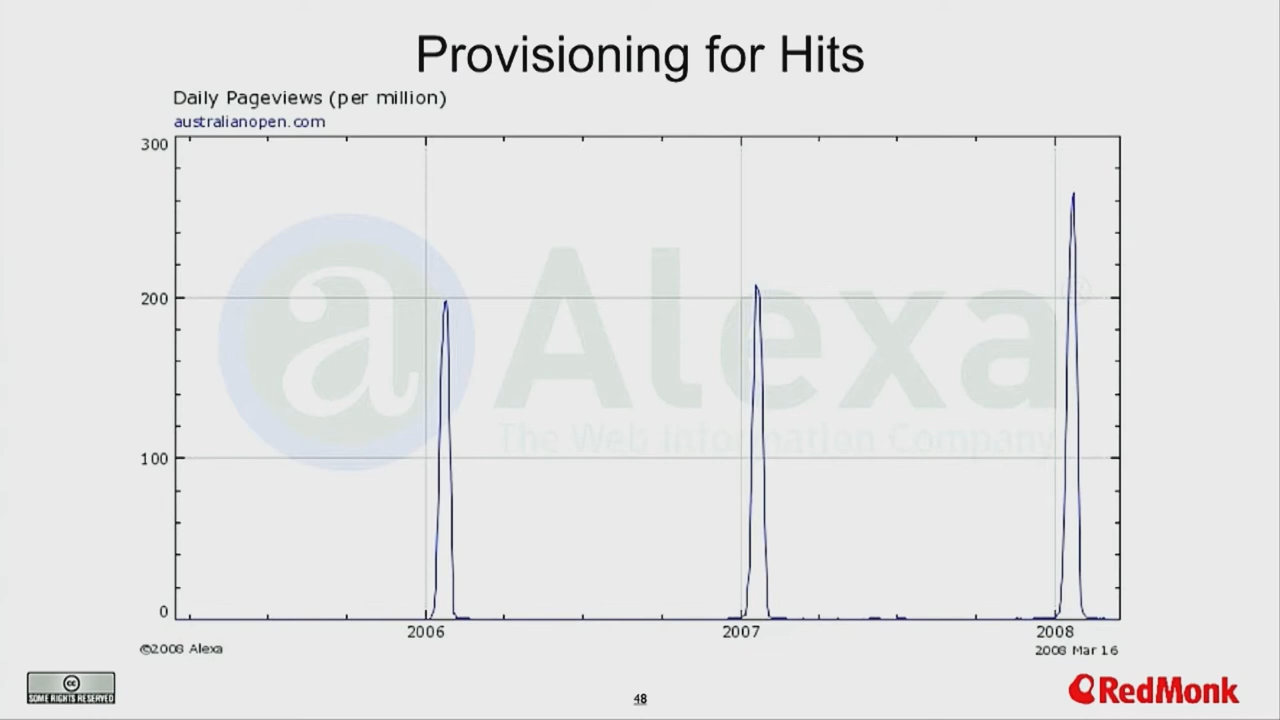 Provisioning for Hits
Daily Pageviews (per million)
australianopen.com
300
200
100
0
a Alexa®
The Web Information Company
2006 2007 2008
©2008 Alexa
2008 Mar 16
cc
SOME RIGHTS RESERVED
48
RedMonk